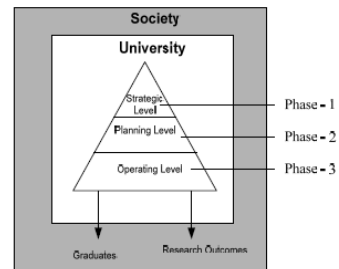 Society
University
Strategic
Level
Phase - 1
Planning Level
Phase - 2
Operating Level
Phase - 3
Graduates
Research Outcomes